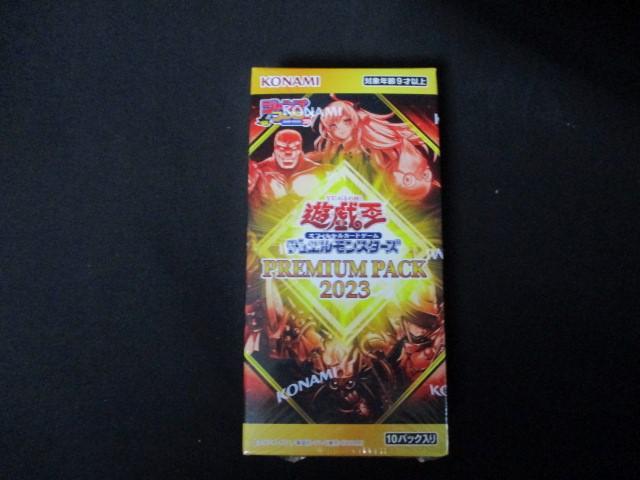 KONAMI
対象年齢9才以上
KONAMI
遊戯王
オフィシャルカードゲーム
デュエルモンスターズ
PREMIUM PACK
2023
KONAMI
10パック入り